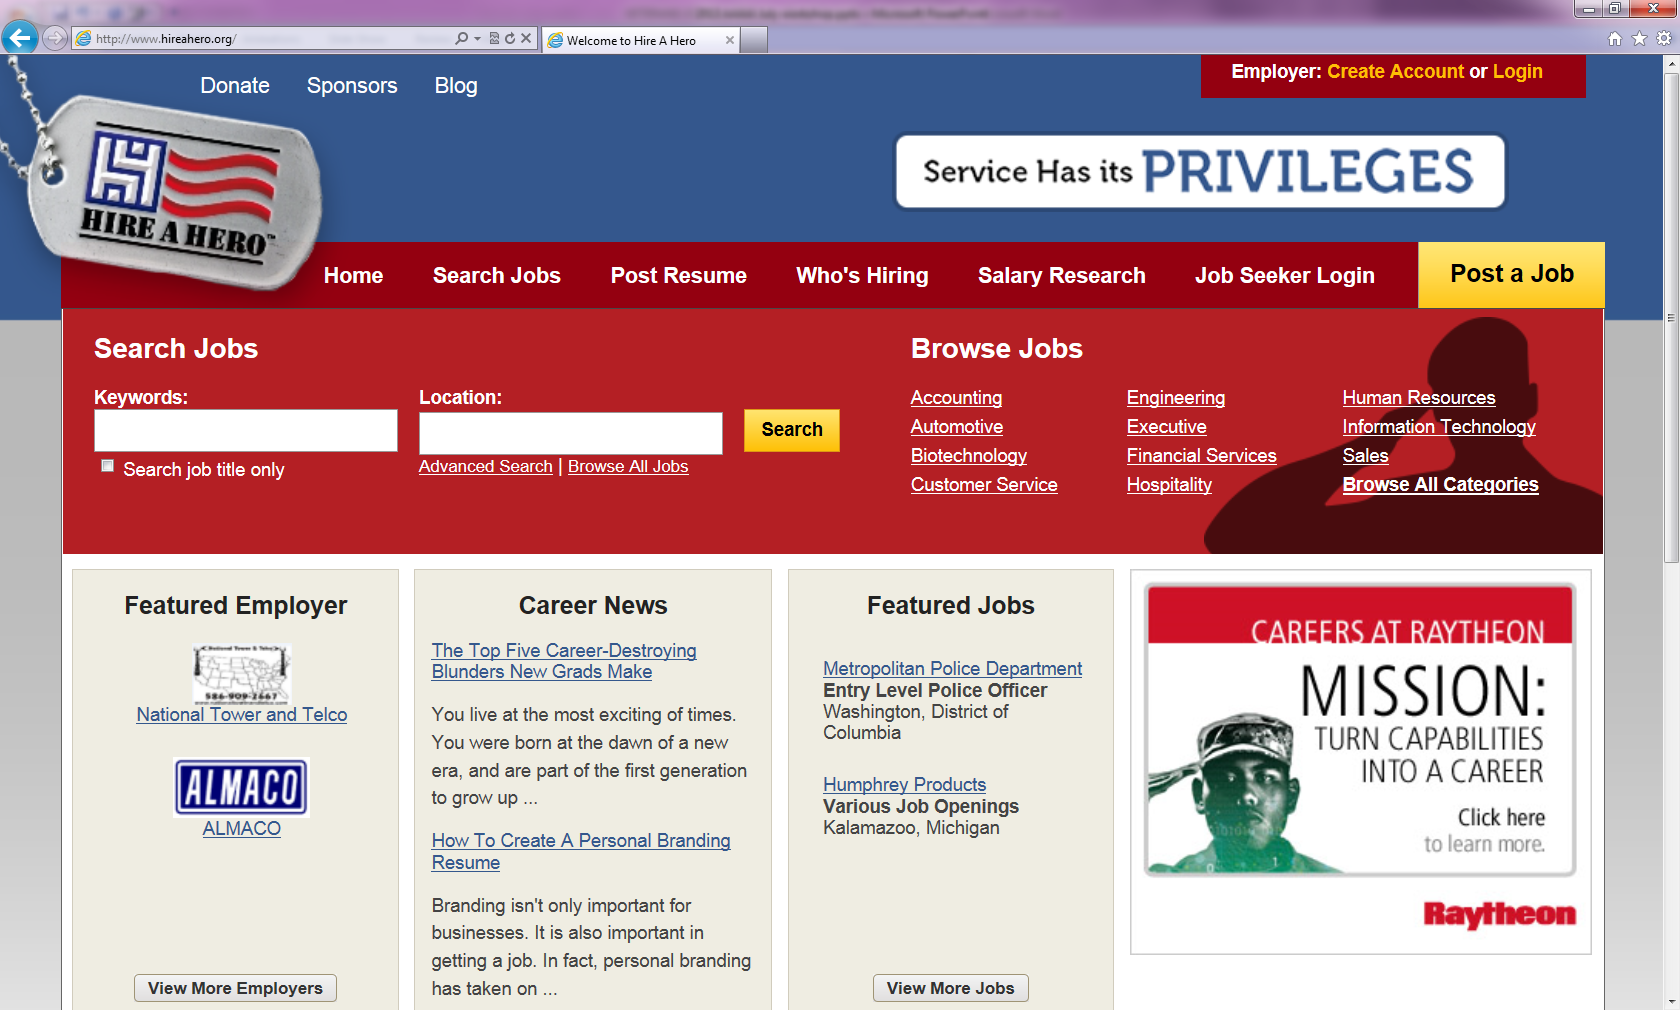 http://www.hireahero.org/
Welcome to Hire A Hero
Donate Sponsors Blog
Employer: Create Account or Login
HIRE A HERO™
Service Has its PRIVILEGES
Home Search Jobs Post Resume Who's Hiring Salary Research Job Seeker Login Post a Job
Search Jobs
Keywords: Location:
Search
Search job title only
Advanced Search | Browse All Jobs
Browse Jobs
Accounting Engineering Human Resources
Automotive Executive Information Technology
Biotechnology Financial Services Sales
Customer Service Hospitality Browse All Categories
Featured Employer
National Tower & Telco
586-909-2667
National Tower and Telco
ALMACO
ALMACO
View More Employers
Career News
The Top Five Career-Destroying
Blunders New Grads Make
You live at the most exciting of times.
You were born at the dawn of a new
era, and are part of the first generation
to grow up ...
How To Create A Personal Branding
Resume
Branding isn't only important for
businesses. It is also important in
getting a job. In fact, personal branding
has taken on ...
Featured Jobs
Metropolitan Police Department
Entry Level Police Officer
Washington, District of
Columbia
Humphrey Products
Various Job Openings
Kalamazoo, Michigan
View More Jobs
CAREERS AT RAYTHEON
MISSION:
TURN CAPABILITIES
INTO A CAREER
Click here
to learn more.
Raytheon